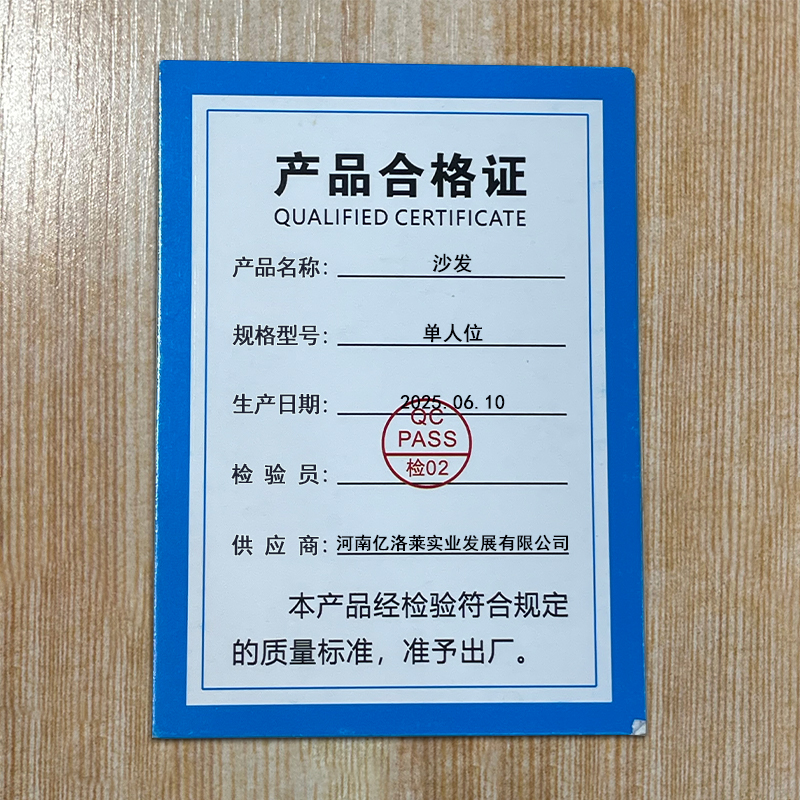 产品合格证
QUALIFIED CERTIFICATE
产品名称： 沙发
规格型号： 单人位
生产日期： 2025.06.10
QC
PASS
检02
检 验 员：
供 应 商：河南亿洛莱实业发展有限公司
本产品经检验符合规定
的质量标准，准予出厂。